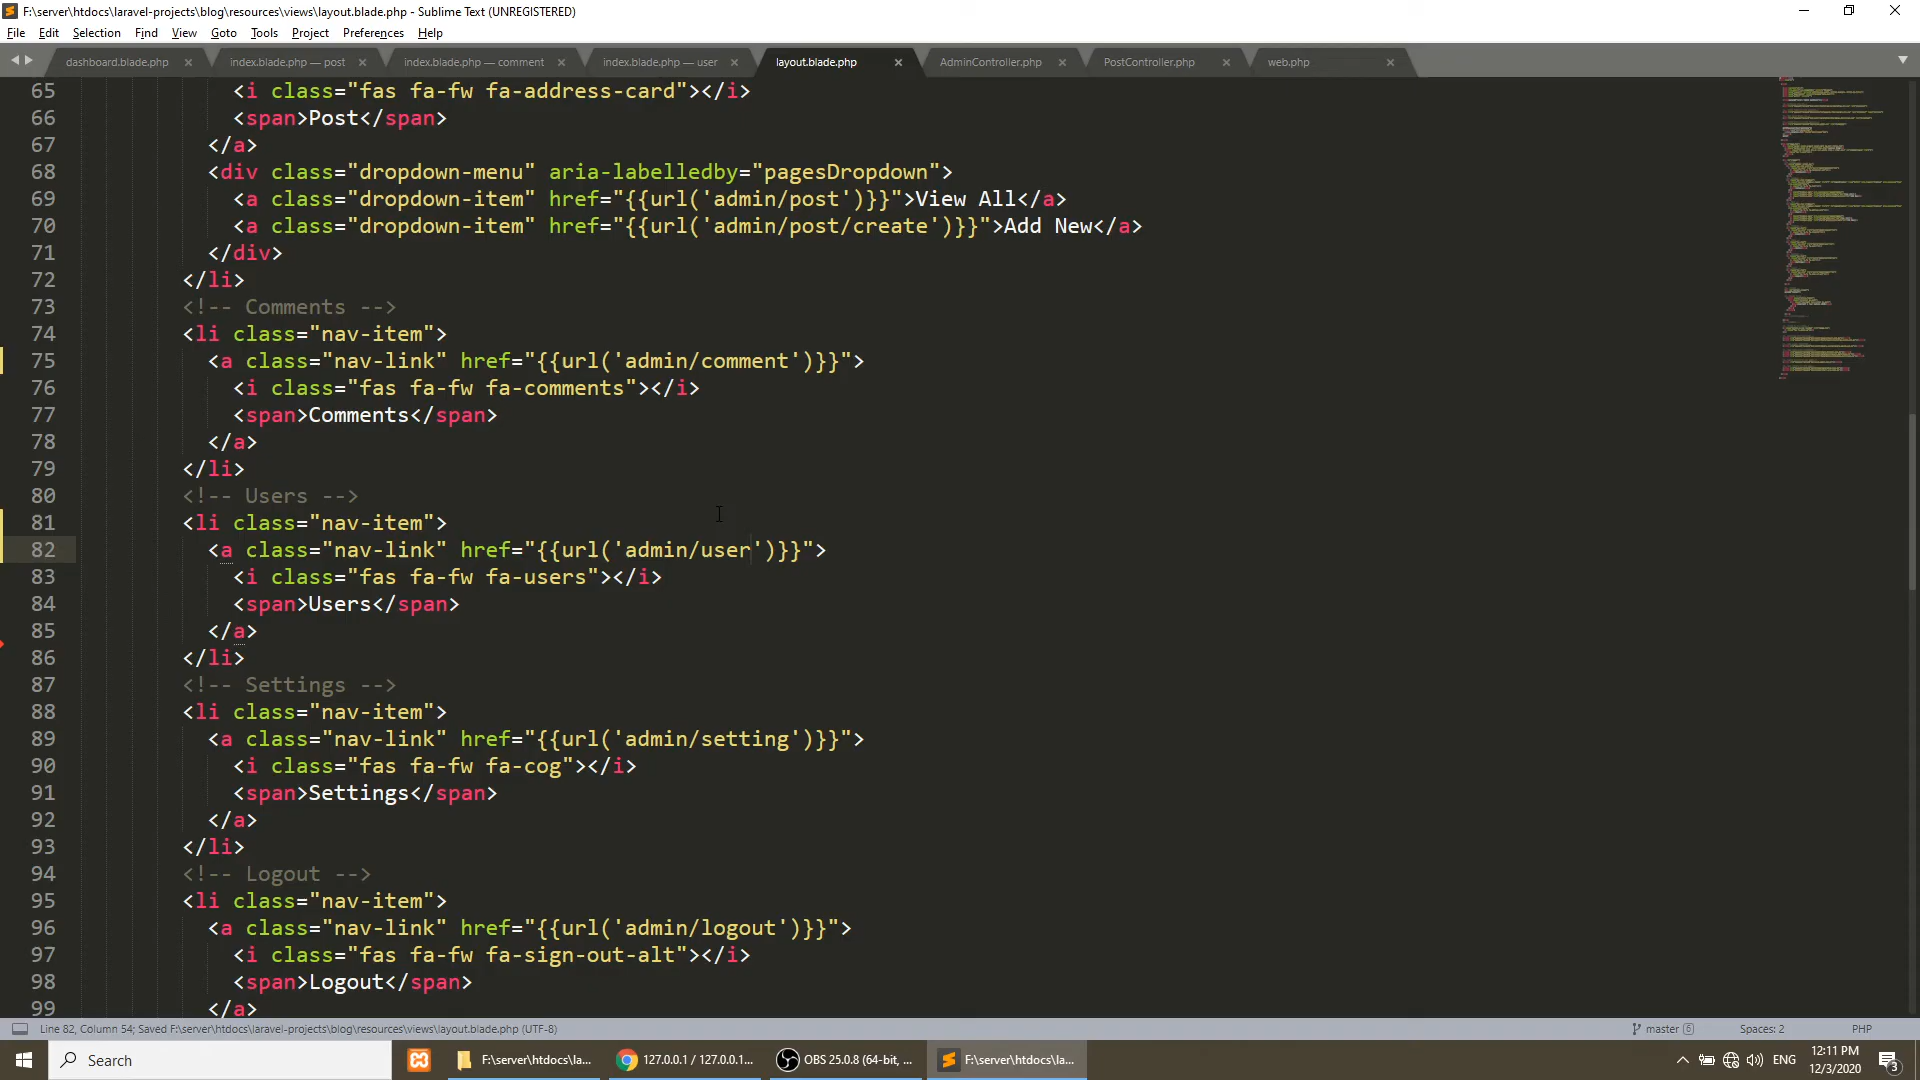 F:\server\htdocs\laravel-projects\blog\resources\views\layout.blade.php - Sublime Text (UNREGISTERED)
File Edit Selection Find View Goto Tools Project Preferences Help
dashboard.blade.php index.blade.php — post index.blade.php — comment index.blade.php — user layout.blade.php AdminController.php PostController.php web.php
65 <i class="fas fa-fw fa-address-card"></i>
66 <span>Post</span>
67 </a>
68 <div class="dropdown-menu" aria-labelledby="pagesDropdown">
69 <a class="dropdown-item" href="{{url('admin/post')}}">View All</a>
70 <a class="dropdown-item" href="{{url('admin/post/create')}}">Add New</a>
71 </div>
72 </li>
73 <!-- Comments -->
74 <li class="nav-item">
75 <a class="nav-link" href="{{url('admin/comment')}}">
76 <i class="fas fa-fw fa-comments"></i>
77 <span>Comments</span>
78 </a>
79 </li>
80 <!-- Users -->
81 <li class="nav-item">
82 <a class="nav-link" href="{{url('admin/user')}}">
83 <i class="fas fa-fw fa-users"></i>
84 <span>Users</span>
85 </a>
86 </li>
87 <!-- Settings -->
88 <li class="nav-item">
89 <a class="nav-link" href="{{url('admin/setting')}}">
90 <i class="fas fa-fw fa-cog"></i>
91 <span>Settings</span>
92 </a>
93 </li>
94 <!-- Logout -->
95 <li class="nav-item">
96 <a class="nav-link" href="{{url('admin/logout')}}">
97 <i class="fas fa-fw fa-sign-out-alt"></i>
98 <span>Logout</span>
99 </a>
Line 82, Column 54; Saved F:\server\htdocs\laravel-projects\blog\resources\views\layout.blade.php (UTF-8) master 6 Spaces: 2 PHP
Search F:\server\htdocs\la... 127.0.0.1 / 127.0.0.1... OBS 25.0.8 (64-bit, ... F:\server\htdocs\la... ENG 12:11 PM
12/3/2020 3